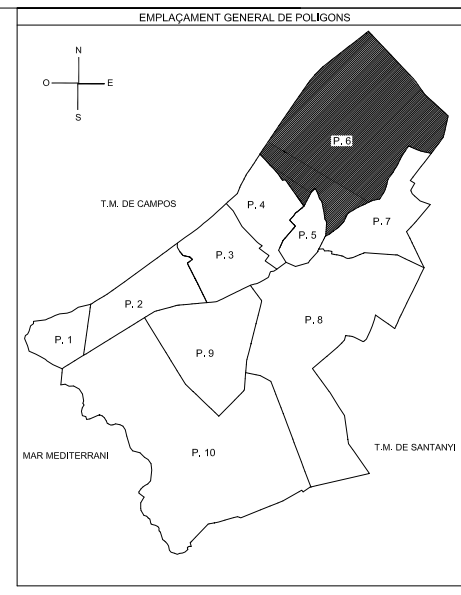 EMPLAÇAMENT GENERAL DE POLIGONS
N
O E
S
P. 6
T.M. DE CAMPOS
P. 4
P. 5
P. 7
P. 3
P. 2
P. 8
P. 1
P. 9
T.M. DE SANTANYI
MAR MEDITERRANI
P. 10